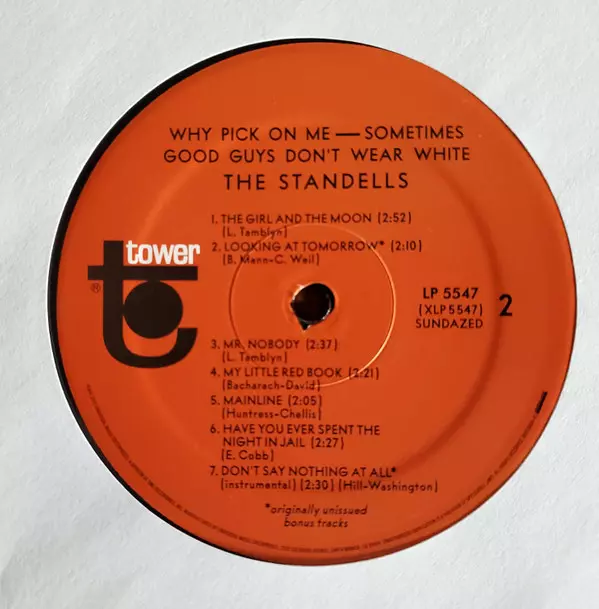 WHY PICK ON ME — SOMETIMES
GOOD GUYS DON'T WEAR WHITE
THE STANDELLS
1. THE GIRL AND THE MOON (2:52)
(L. Tamblyn)
2. LOOKING AT TOMORROW* (2:10)
(B. Mann-C. Weil)
tower
®
LP 5547
(XLP 5547)
SUNDAZED
2
3. MR. NOBODY (2:37)
(L. Tamblyn)
4. MY LITTLE RED BOOK (2:21)
(Bacharach-David)
5. MAINLINE (2:05)
(Huntress-Chellis)
6. HAVE YOU EVER SPENT THE
NIGHT IN JAIL (2:27)
(E. Cobb)
7. DON'T SAY NOTHING AT ALL*
(instrumental) (2:30) (Hill-Washington)
*originally unissued
bonus tracks